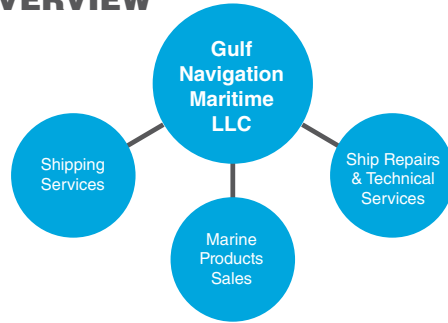 VERVIEW
Gulf
Navigation
Maritime
LLC
Shipping
Services
Ship Repairs
& Technical
Services
Marine
Products
Sales